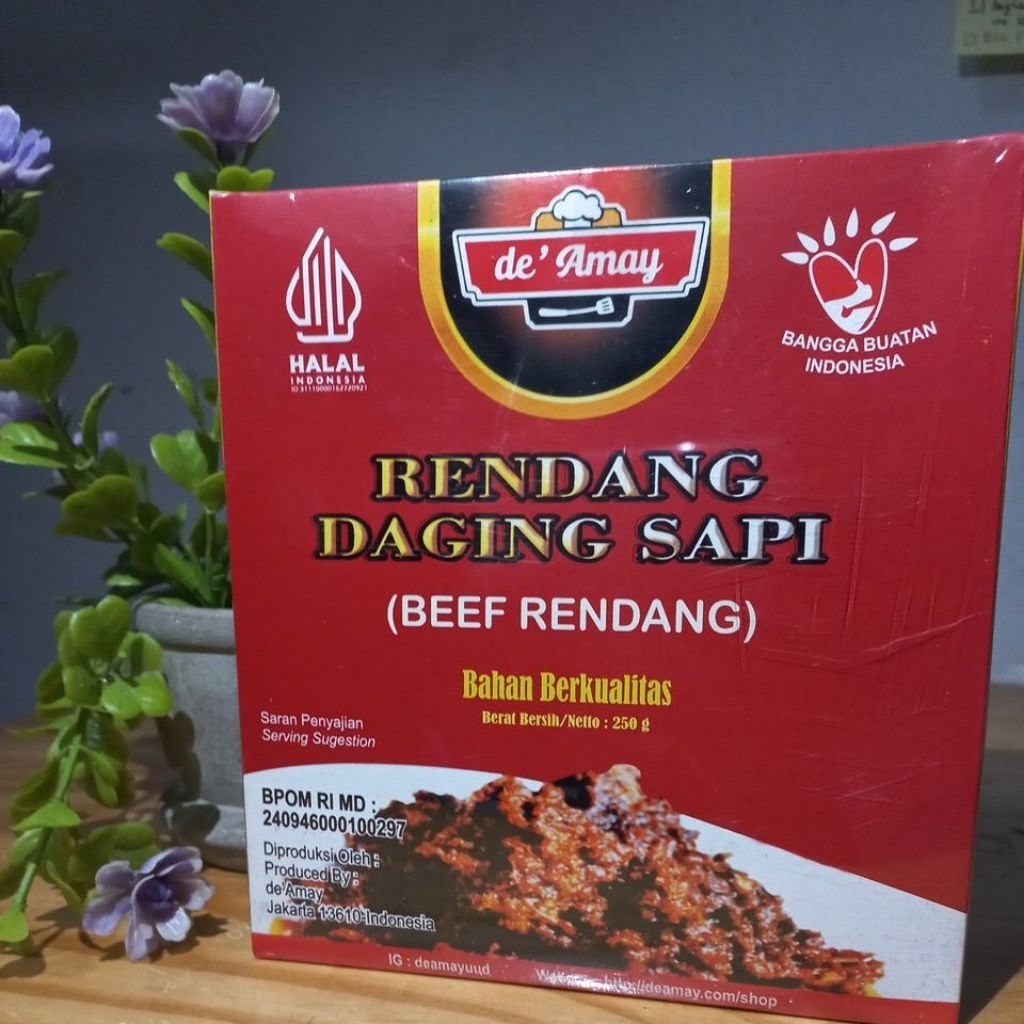 de' Amay
HALAL
INDONESIA
BANGGA BUATAN
INDONESIA
RENDANG
DAGING SAPI
(BEEF RENDANG)
Bahan Berkualitas
Berat Bersih/Netto : 250 g
Saran Penyajian
Serving Sugestion
BPOM RI MD :
240946000100297
Diproduksi Oleh :
Produced By :
de'Amay
Jakarta 13610-Indonesia
IG : deamayuud
http://deamay.com/shop